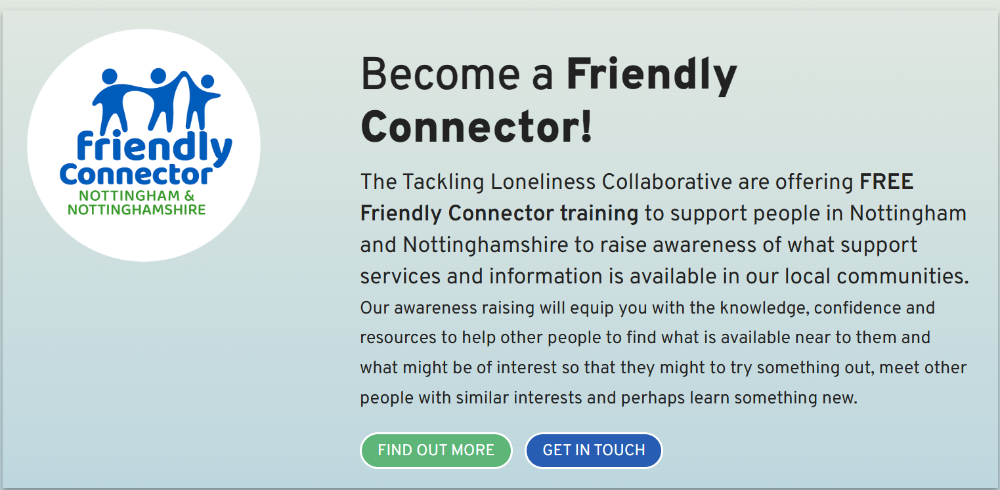 friendly
Connector
NOTTINGHAM &
NOTTINGHAMSHIRE
Become a Friendly
Connector!
The Tackling Loneliness Collaborative are offering FREE
Friendly Connector training to support people in Nottingham
and Nottinghamshire to raise awareness of what support
services and information is available in our local communities.
Our awareness raising will equip you with the knowledge, confidence and
resources to help other people to find what is available near to them and
what might be of interest so that they might to try something out, meet other
people with similar interests and perhaps learn something new.
FIND OUT MORE
GET IN TOUCH